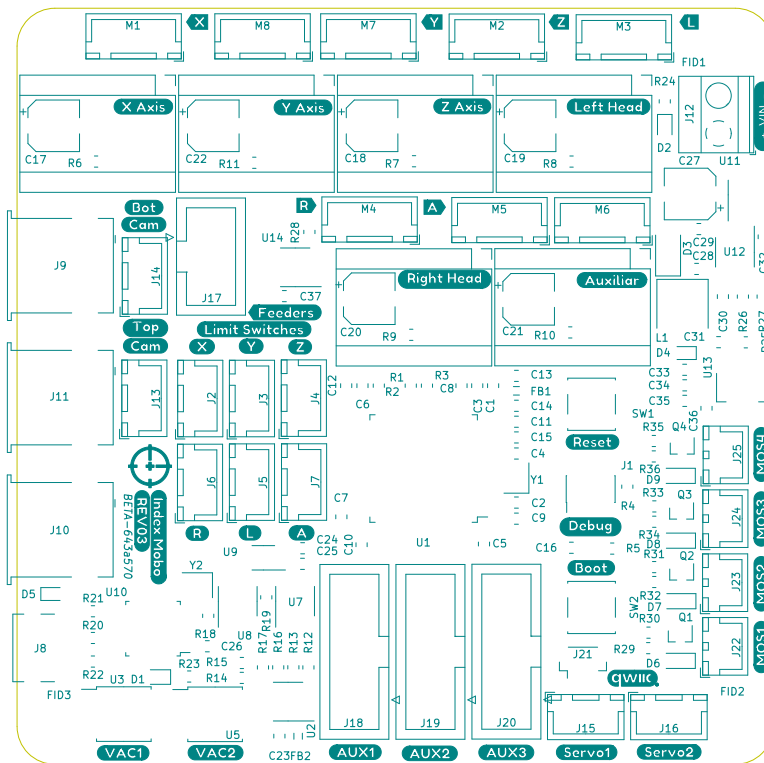 M1 X M8 M7 Y M2 Z M3 L
FID1
X Axis Y Axis Z Axis Left Head
R24
J12
D2
C17 R6 C22 R11 C18 R7 C19 R8
C27 U11
R M4 A M5 M6
Bot
Cam
J9 J14 J17
U14 R28
C37
Feeders
Limit Switches
D3 C29 C28 U12
Right Head Auxiliar
C20 R9 C21 R10
L1 C31 C30 R26 R27
D4 U13
Top
Cam
X Y Z
J11 J13 J2 J3 J4
C12 R1 R2 R3 C8 C6 C3 C1
C13
FB1
C14
C11
C15
C4
C33
C34
C35
C36
SW1
Reset
R35 Q4 J25 MOS4
J1 R36 D9
J6 J5 J7
Y1
C7 C2 C9
R4 R33 Q3 J24 MOS3
Debug
J10
Index Mobo
REV03
BETA-643a570
R L A
U9 C24 C25 C10 U1 C5 C16 R5
R34 D8 R31
Boot
Y2
Q2 J23 MOS2
D5 U10 R21 R20
U7
R32 D7 R30
SW2
R19 R18 U8 C26
R17 R16 R13 R12
J8
R22 R23 R15 R14
U3 D1
FID3
Q1 J22 MOS1
R29 D6
J21
qwiic
FID2
U5 U2
C23 FB2
J18 J19 J20 J15 J16
VAC1 VAC2 AUX1 AUX2 AUX3 Servo1 Servo2